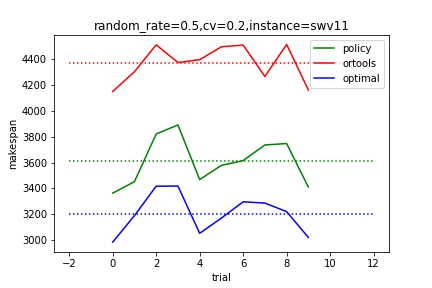 random_rate=0.5,cv=0.2,instance=swv11
policy
ortools
optimal
makespan
4400
4200
4000
3800
3600
3400
3200
3000
−2 0 2 4 6 8 10 12
trial